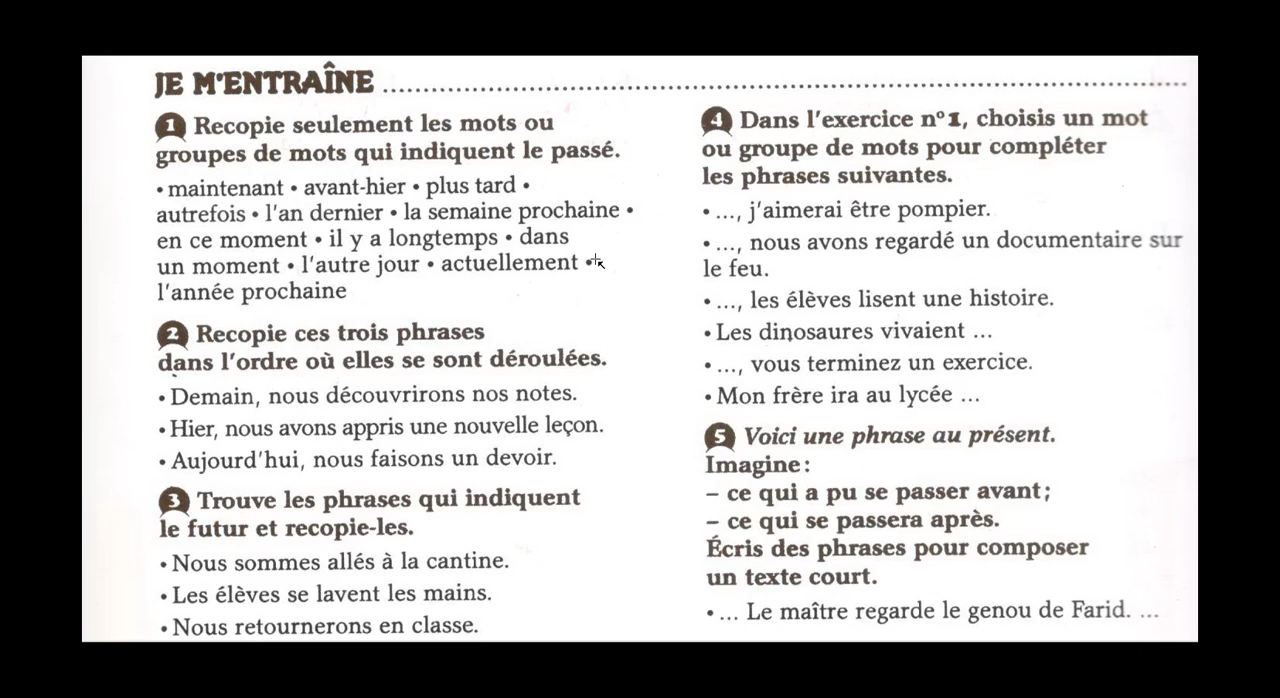 JE M'ENTRAÎNE
1 Recopie seulement les mots ou
groupes de mots qui indiquent le passé.
• maintenant • avant-hier • plus tard •
autrefois • l'an dernier • la semaine prochaine •
en ce moment • il y a longtemps • dans
un moment • l'autre jour • actuellement •
l'année prochaine
2 Recopie ces trois phrases
dans l'ordre où elles se sont déroulées.
• Demain, nous découvrirons nos notes.
• Hier, nous avons appris une nouvelle leçon.
• Aujourd'hui, nous faisons un devoir.
3 Trouve les phrases qui indiquent
le futur et recopie-les.
• Nous sommes allés à la cantine.
• Les élèves se lavent les mains.
• Nous retournerons en classe.
4 Dans l'exercice n°1, choisis un mot
ou groupe de mots pour compléter
les phrases suivantes.
• ..., j'aimerai être pompier.
• ..., nous avons regardé un documentaire sur
le feu.
• ..., les élèves lisent une histoire.
• Les dinosaures vivaient ...
• ..., vous terminez un exercice.
• Mon frère ira au lycée ...
5 Voici une phrase au présent.
Imagine :
– ce qui a pu se passer avant ;
– ce qui se passera après.
Écris des phrases pour composer
un texte court.
• ... Le maître regarde le genou de Farid. ...